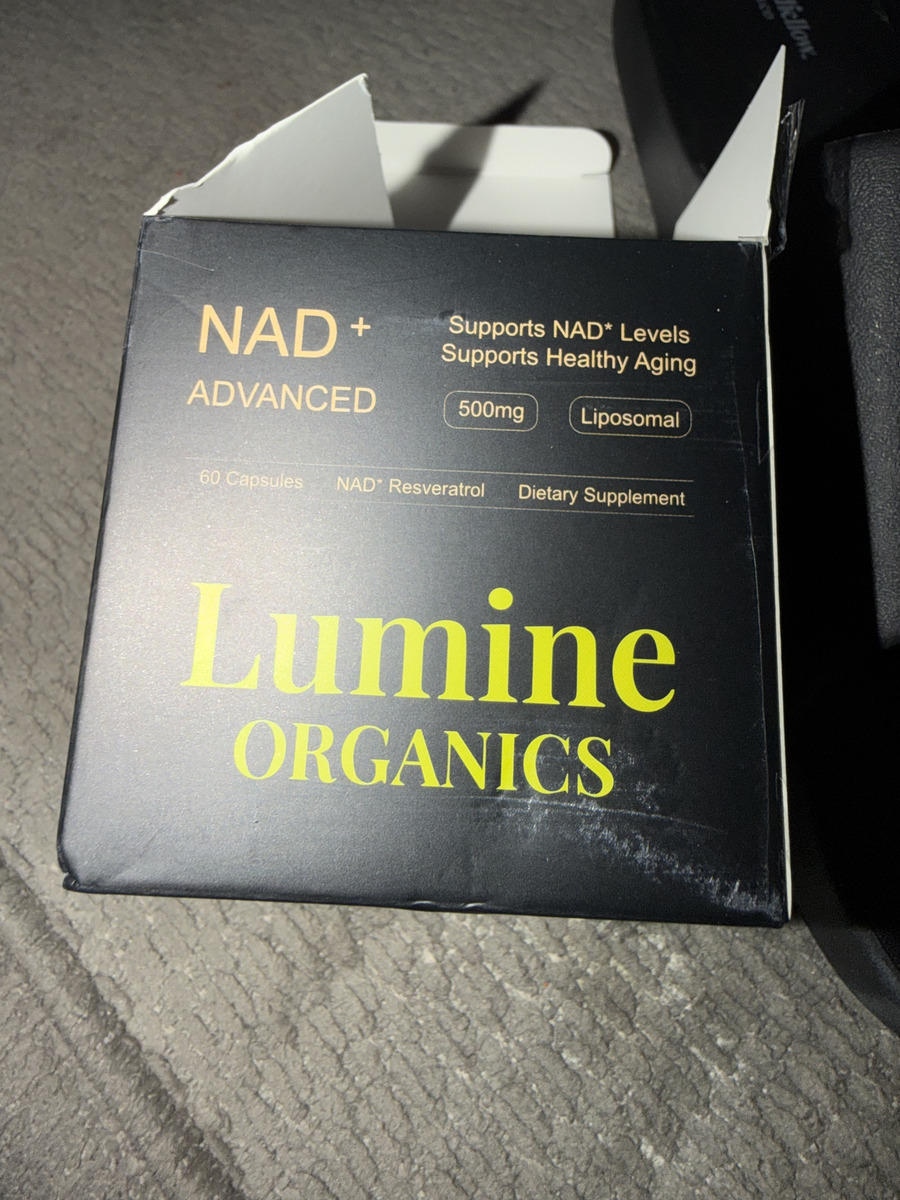 NAD+
ADVANCED
Supports NAD* Levels
Supports Healthy Aging
500mg
Liposomal
60 Capsules
NAD* Resveratrol
Dietary Supplement
Lumine
ORGANICS